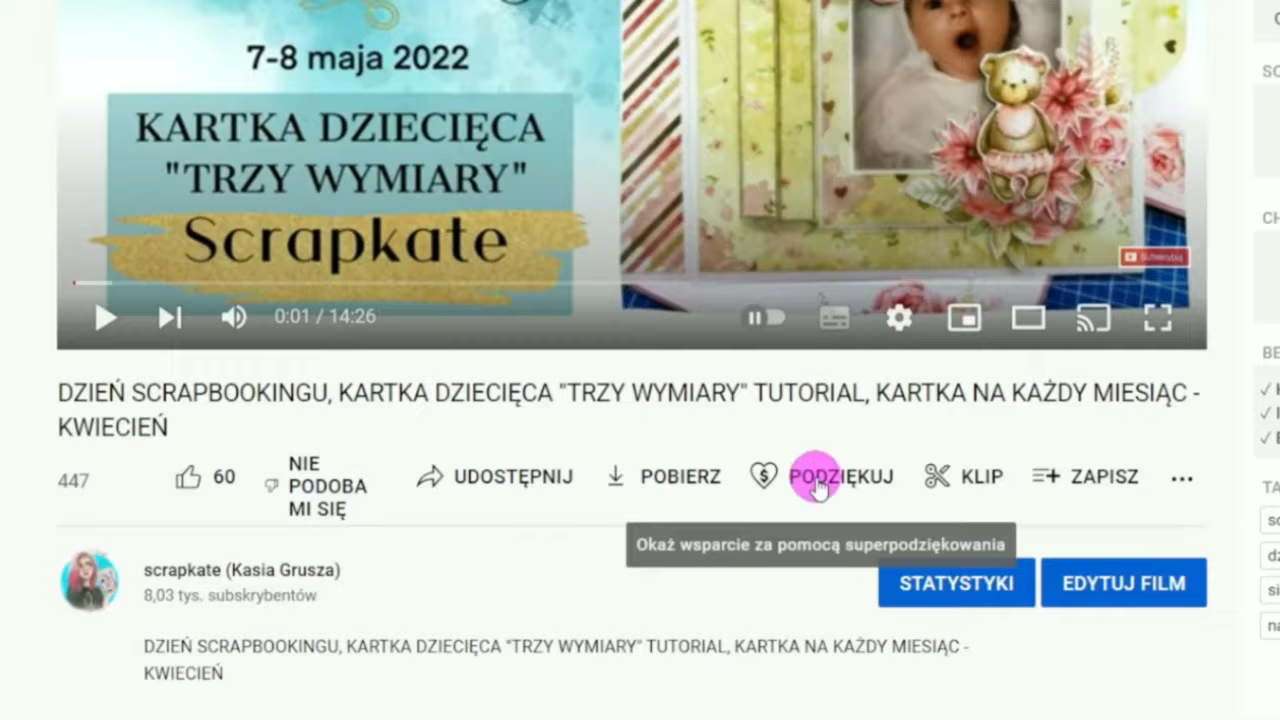 7-8 maja 2022
KARTKA DZIECIĘCA
"TRZY WYMIARY"
Scrapkate
Subskrybuj
0:01 / 14:26
DZIEŃ SCRAPBOOKINGU, KARTKA DZIECIĘCA "TRZY WYMIARY" TUTORIAL, KARTKA NA KAŻDY MIESIĄC -
KWIECIEŃ
447
60
NIE
PODOBA
MI SIĘ
UDOSTĘPNIJ
POBIERZ
PODZIĘKUJ
KLIP
ZAPISZ
Okaż wsparcie za pomocą superpodziękowania
scrapkate (Kasia Grusza)
8,03 tys. subskrybentów
STATYSTYKI
EDYTUJ FILM
DZIEŃ SCRAPBOOKINGU, KARTKA DZIECIĘCA "TRZY WYMIARY" TUTORIAL, KARTKA NA KAŻDY MIESIĄC -
KWIECIEŃ